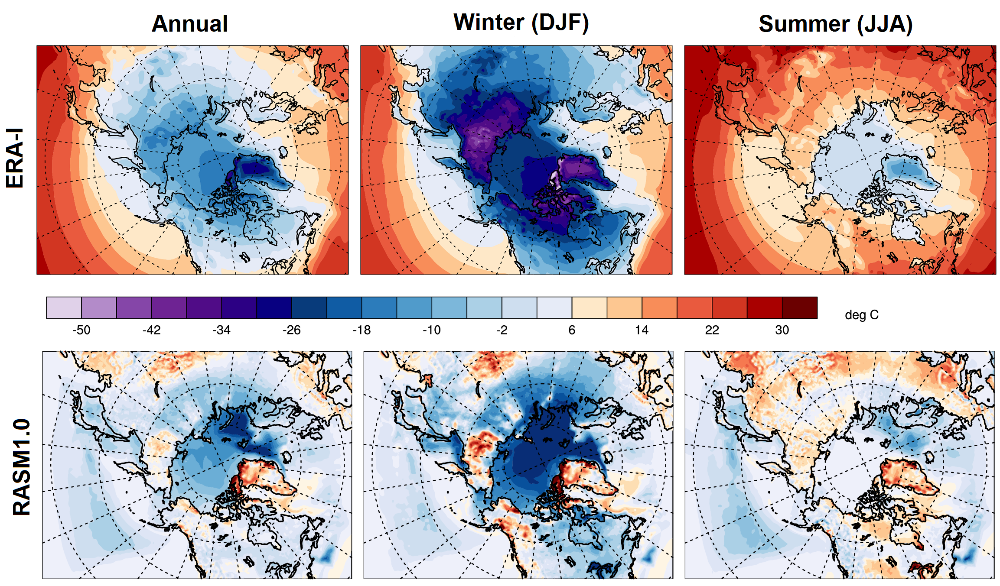 Annual Winter (DJF) Summer (JJA)
ERA-I
-50 -42 -34 -26 -18 -10 -2 6 14 22 30 deg C
RASM1.0